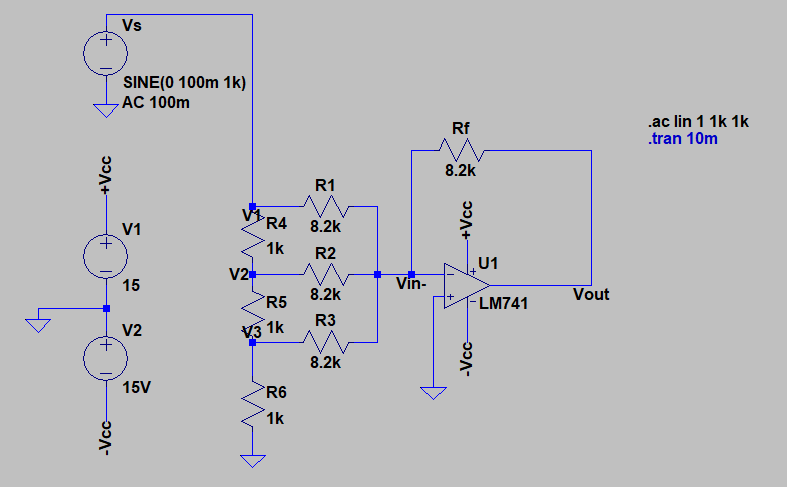 Vs
SINE(0 100m 1k)
AC 100m
.ac lin 1 1k 1k
.tran 10m
Rf
8.2k
+Vcc
V1
15
V2
15V
-Vcc
V1
R4
1k
R1
8.2k
V2
R2
8.2k
R5
1k
V3
R3
8.2k
R6
1k
Vin-
+Vcc
U1
LM741
-Vcc
Vout